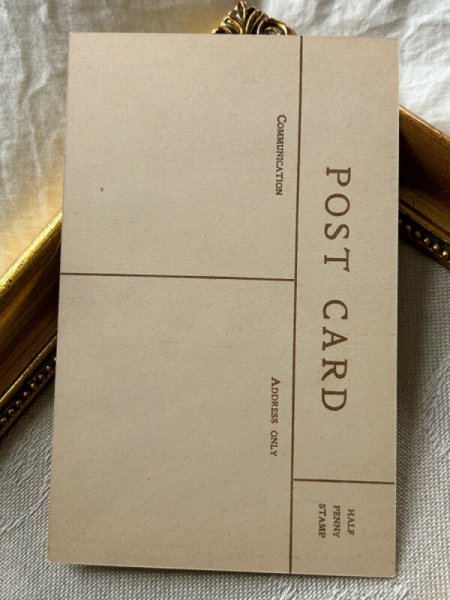 POST CARD
HALF
PENNY
STAMP
COMMUNICATION
ADDRESS ONLY